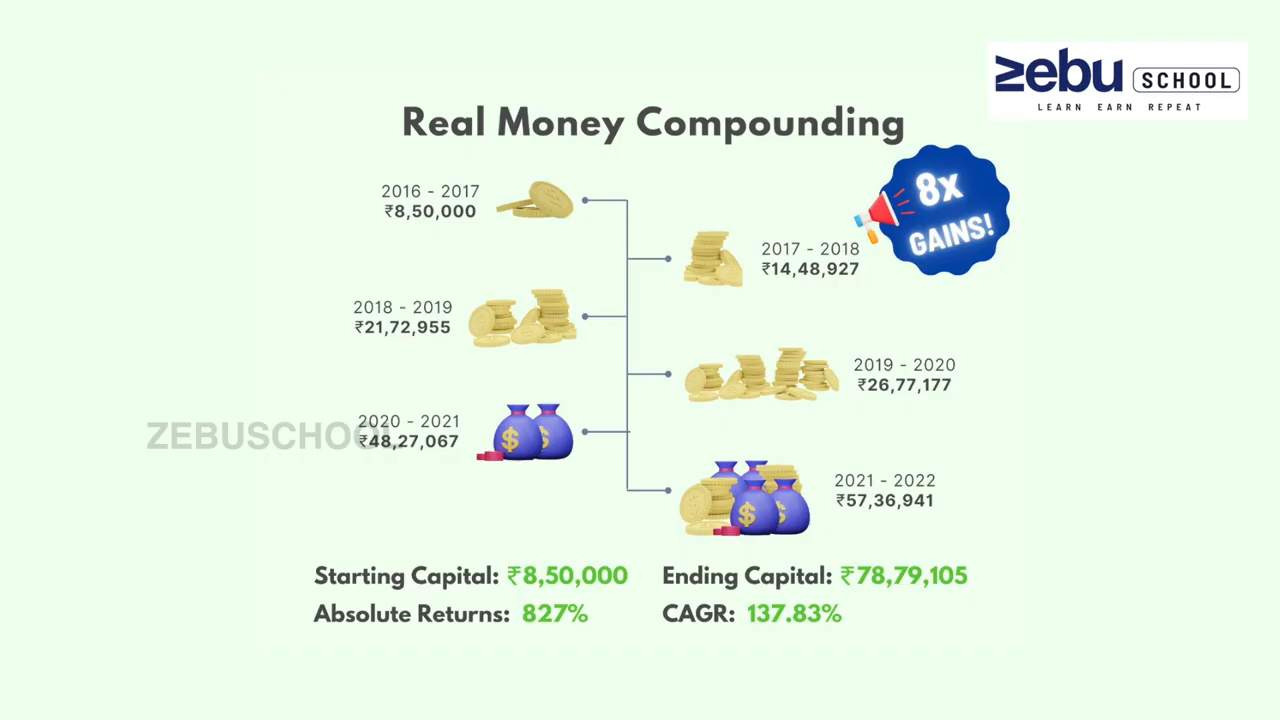 zebu SCHOOL
LEARN EARN REPEAT
Real Money Compounding
8x
GAINS!
2016 - 2017
₹8,50,000
2017 - 2018
₹14,48,927
2018 - 2019
₹21,72,955
2019 - 2020
₹26,77,177
2020 - 2021
₹48,27,067
ZEBUSCHOOL
2021 - 2022
₹57,36,941
Starting Capital: ₹8,50,000
Ending Capital: ₹78,79,105
Absolute Returns: 827%
CAGR: 137.83%